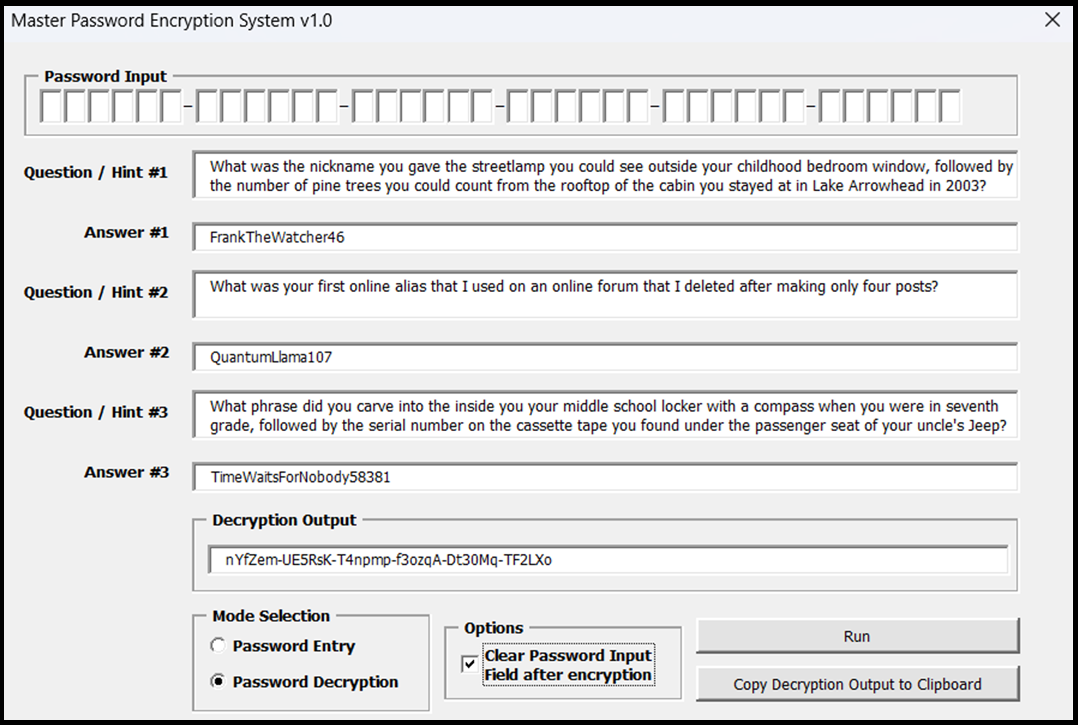 Master Password Encryption System v1.0
Password Input
- - - - -
Question / Hint #1
What was the nickname you gave the streetlamp you could see outside your childhood bedroom window, followed by
the number of pine trees you could count from the rooftop of the cabin you stayed at in Lake Arrowhead in 2003?
Answer #1
FrankTheWatcher46
Question / Hint #2
What was your first online alias that I used on an online forum that I deleted after making only four posts?
Answer #2
QuantumLlama107
Question / Hint #3
What phrase did you carve into the inside you your middle school locker with a compass when you were in seventh
grade, followed by the serial number on the cassette tape you found under the passenger seat of your uncle's Jeep?
Answer #3
TimeWaitsForNobody58381
Decryption Output
nYfZem-UE5RsK-T4npmp-f3ozqA-Dt30Mq-TF2LXo
Mode Selection
Password Entry
Password Decryption
Options
Clear Password Input
Field after encryption
Run
Copy Decryption Output to Clipboard